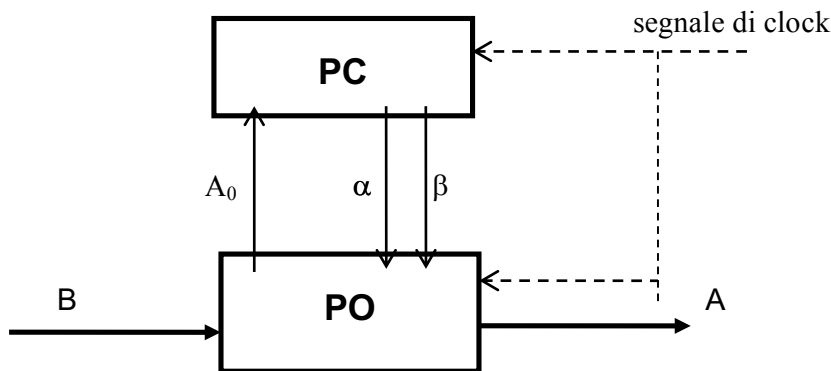 segnale di clock
PC
A₀
α
β
B
PO
A